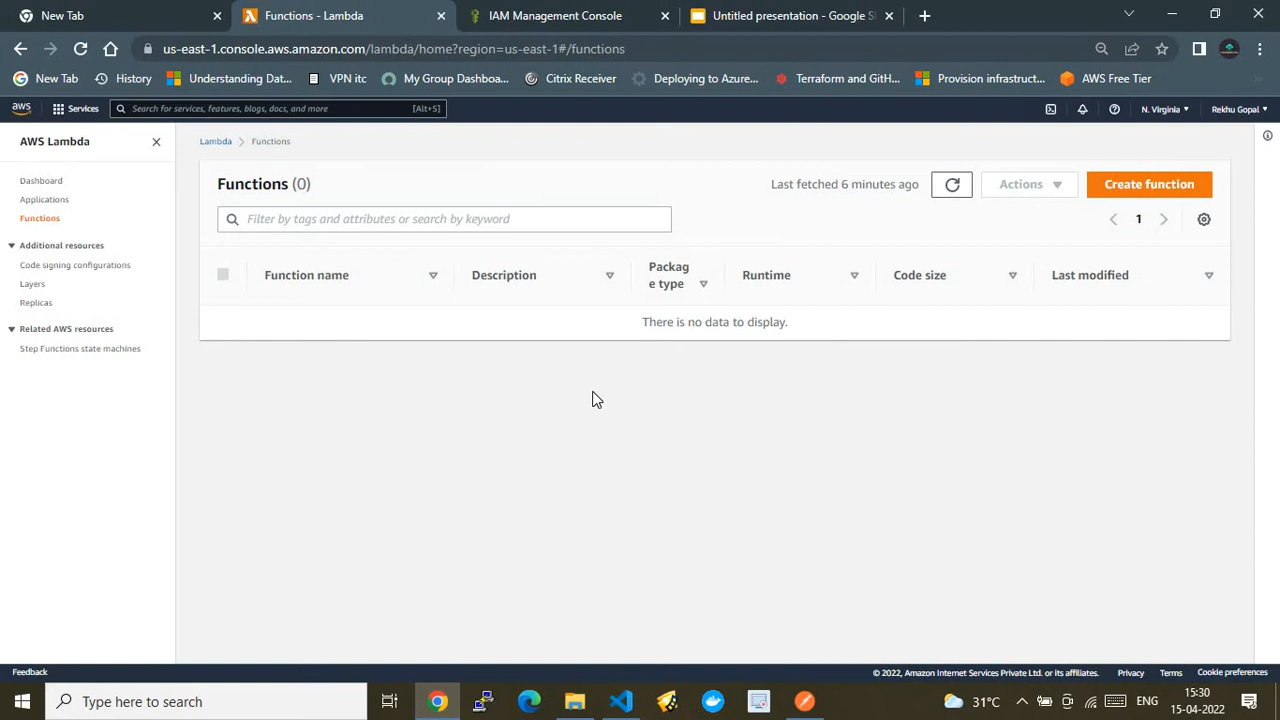 New Tab
Functions - Lambda
IAM Management Console
Untitled presentation - Google S
us-east-1.console.aws.amazon.com/lambda/home?region=us-east-1#/functions
New Tab
History
Understanding Dat...
VPN itc
My Group Dashboa...
Citrix Receiver
Deploying to Azure...
Terraform and GitH...
Provision infrastruct...
AWS Free Tier
aws
Services
Search for services, features, blogs, docs, and more
[Alt+S]
N. Virginia
Rekhu Gopal
AWS Lambda
Dashboard
Applications
Functions
Additional resources
Code signing configurations
Layers
Replicas
Related AWS resources
Step Functions state machines
Lambda
Functions
Functions (0)
Last fetched 6 minutes ago
Actions
Create function
Filter by tags and attributes or search by keyword
1
Function name
Description
Packag
e type
Runtime
Code size
Last modified
There is no data to display.
Feedback
© 2022, Amazon Internet Services Private Ltd. or its affiliates.
Privacy
Terms
Cookie preferences
Type here to search
31°C
ENG
15:30
15-04-2022